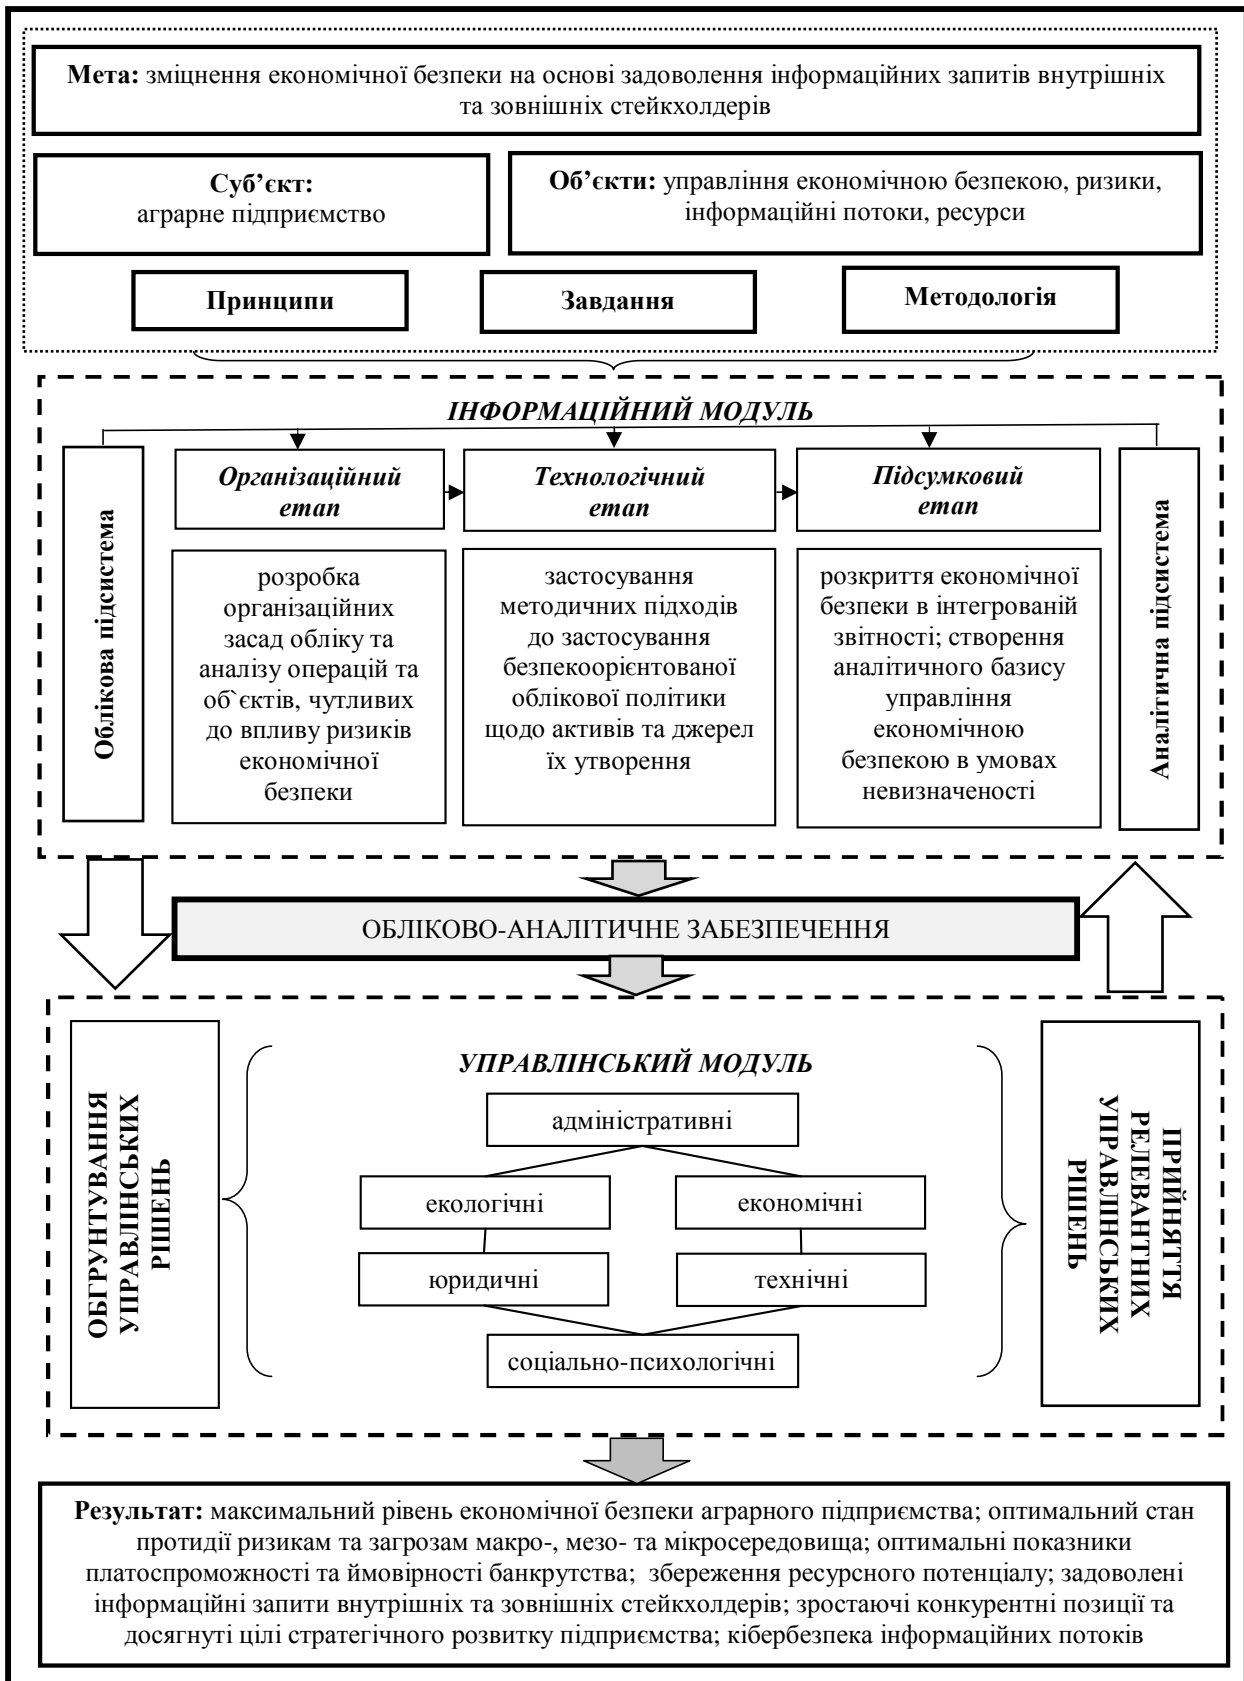 Мета: зміцнення економічної безпеки на основі задоволення інформаційних запитів внутрішніх
та зовнішніх стейкхолдерів
Суб’єкт:
аграрне підприємство
Об’єкти: управління економічною безпекою, ризики,
інформаційні потоки, ресурси
Принципи
Завдання
Методологія
ІНФОРМАЦІЙНИЙ МОДУЛЬ
Облікова підсистема
Організаційний
етап
Технологічний
етап
Підсумковий
етап
розробка
організаційних
засад обліку та
аналізу операцій та
об`єктів, чутливих
до впливу ризиків
економічної
безпеки
застосування
методичних підходів
до застосування
безпекоорієнтованої
облікової політики
щодо активів та джерел
їх утворення
розкриття економічної
безпеки в інтегрованій
звітності; створення
аналітичного базису
управління
економічною
безпекою в умовах
невизначеності
Аналітична підсистема
ОБЛІКОВО-АНАЛІТИЧНЕ ЗАБЕЗПЕЧЕННЯ
ОБГРУНТУВАННЯ
УПРАВЛІНСЬКИХ
РІШЕНЬ
УПРАВЛІНСЬКИЙ МОДУЛЬ
адміністративні
екологічні
економічні
юридичні
технічні
соціально-психологічні
ПРИЙНЯТТЯ
РЕЛЕВАНТНИХ
УПРАВЛІНСЬКИХ
РІШЕНЬ
Результат: максимальний рівень економічної безпеки аграрного підприємства; оптимальний стан
протидії ризикам та загрозам макро-, мезо- та мікросередовища; оптимальні показники
платоспроможності та ймовірності банкрутства; збереження ресурсного потенціалу; задоволені
інформаційні запити внутрішніх та зовнішніх стейкхолдерів; зростаючі конкурентні позиції та
досягнуті цілі стратегічного розвитку підприємства; кібербезпека інформаційних потоків